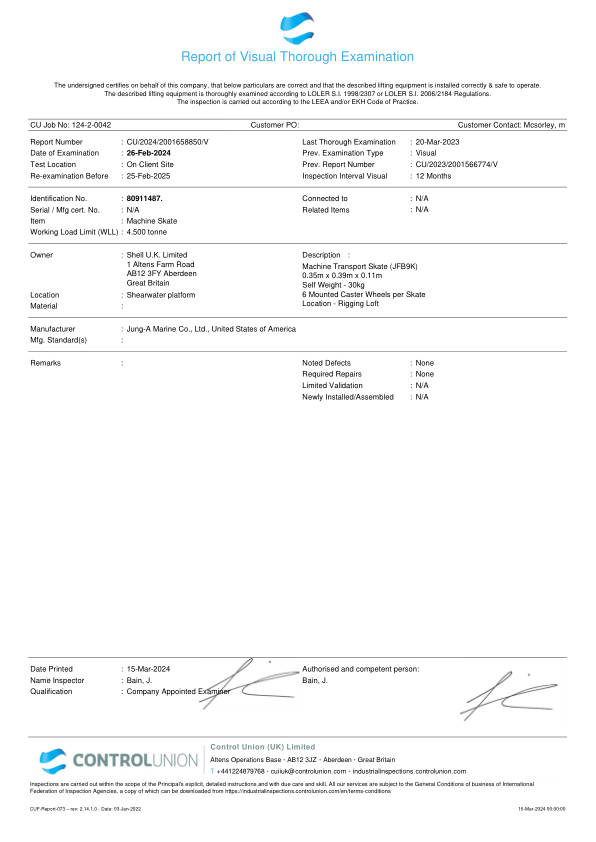 Report of Visual Thorough Examination
The undersigned certifies on behalf of this company, that below particulars are correct and that the described lifting equipment is installed correctly & safe to operate.
The described lifting equipment is thoroughly examined according to LOLER S.I. 1998/2307 or LOLER S.I. 2006/2184 Regulations.
The inspection is carried out according to the LEEA and/or EKH Code of Practice.
CU Job No: 124-2-0042 Customer PO: Customer Contact: Mcsorley, m
Report Number : CU/2024/2001658850/V Last Thorough Examination : 20-Mar-2023
Date of Examination : 26-Feb-2024 Prev. Examination Type : Visual
Test Location : On Client Site Prev. Report Number : CU/2023/2001566774/V
Re-examination Before : 25-Feb-2025 Inspection Interval Visual : 12 Months
Identification No. : 80911487. Connected to : N/A
Serial / Mfg cert. No. : N/A Related Items : N/A
Item : Machine Skate
Working Load Limit (WLL) : 4.500 tonne
Owner : Shell U.K. Limited Description :
1 Altens Farm Road Machine Transport Skate (JFB9K)
AB12 3FY Aberdeen 0.35m x 0.39m x 0.11m
Great Britain Self Weight - 30kg
Location : Shearwater platform 6 Mounted Caster Wheels per Skate
Material : Location - Rigging Loft
Manufacturer : Jung-A Marine Co., Ltd., United States of America
Mfg. Standard(s) :
Remarks : Noted Defects : None
Required Repairs : None
Limited Validation : N/A
Newly Installed/Assembled : N/A
Date Printed : 15-Mar-2024 Authorised and competent person:
Name Inspector : Bain, J. Bain, J.
Qualification : Company Appointed Examiner
CONTROLUNION
Control Union (UK) Limited
Altens Operations Base · AB12 3JZ · Aberdeen · Great Britain
T +441224879768 · cuiiuk@controlunion.com · industrialinspections.controlunion.com
Inspections are carried out within the scope of the Principal's explicit, detailed instructions and with due care and skill. All our services are subject to the General Conditions of business of International
Federation of Inspection Agencies, a copy of which can be downloaded from https://industrialinspections.controlunion.com/en/terms-conditions
CUF-Report-073 – rev: 2.14.1.0 - Date: 03-Jun-2022 15-Mar-2024 00:00:00